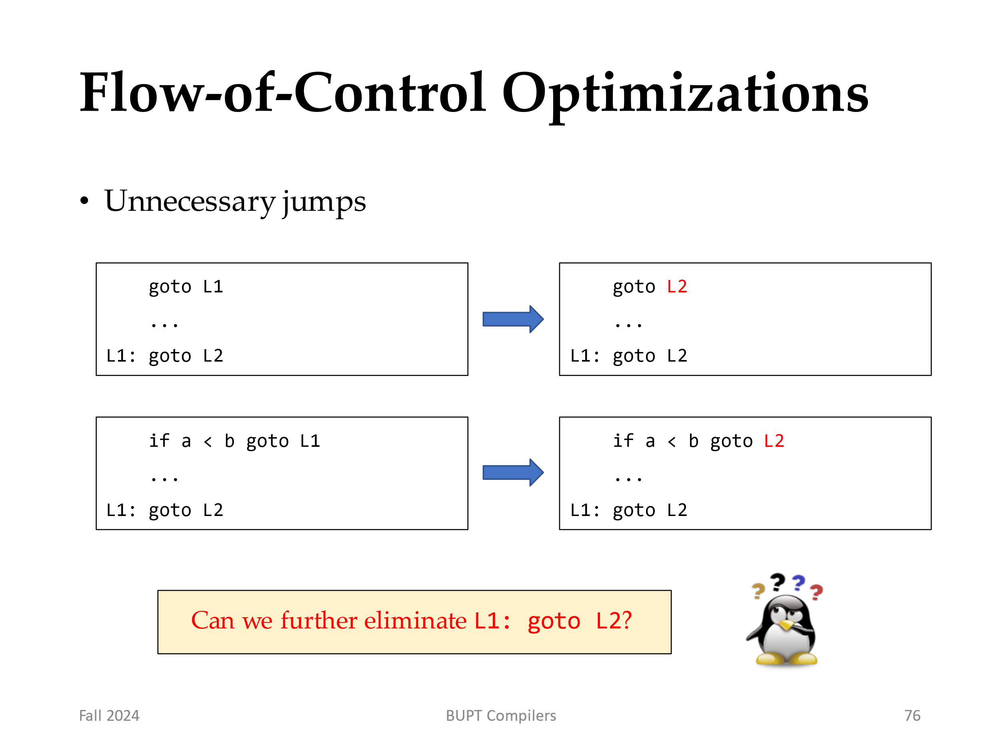 Flow-of-Control Optimizations
• Unnecessary jumps
goto L1
...
L1: goto L2
goto L2
...
L1: goto L2
if a < b goto L1
...
L1: goto L2
if a < b goto L2
...
L1: goto L2
Can we further eliminate L1: goto L2?
? ? ? ?
Fall 2024
BUPT Compilers
76